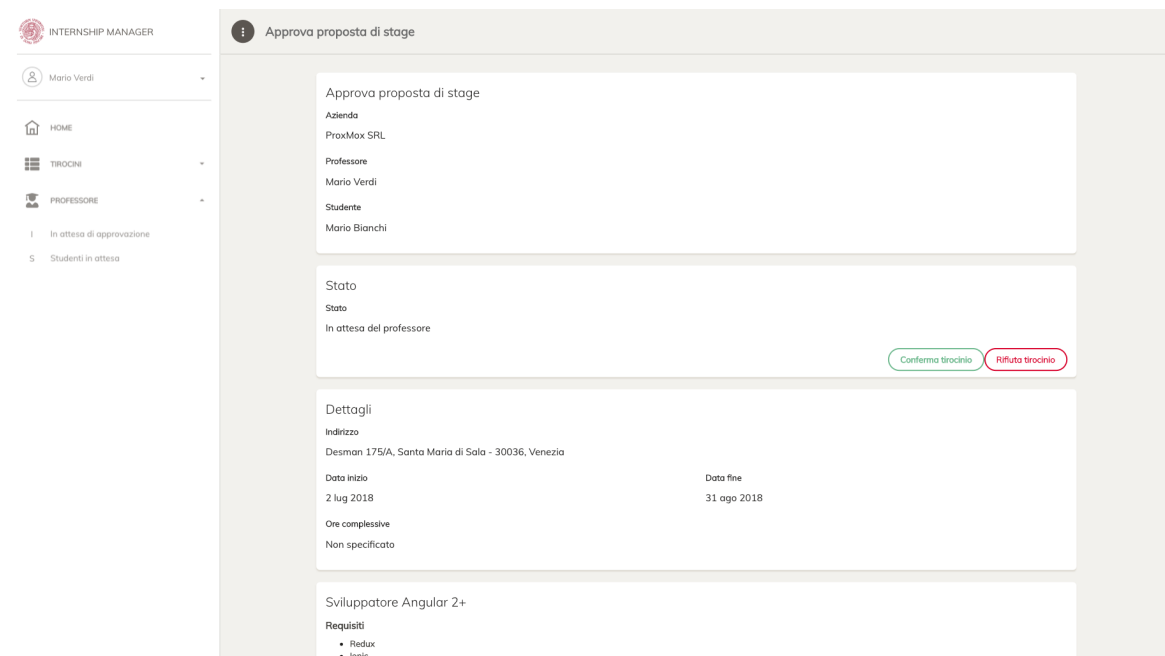 INTERNSHIP MANAGER
Mario Verdi
HOME
TIROCINI
PROFESSORE
I In attesa di approvazione
S Studenti in attesa
Approva proposta di stage
Approva proposta di stage
Azienda
ProxMox SRL
Professore
Mario Verdi
Studente
Mario Bianchi
Stato
Stato
In attesa del professore
Conferma tirocinio Rifiuta tirocinio
Dettagli
Indirizzo
Desman 175/A, Santa Maria di Sala - 30036, Venezia
Data inizio Data fine
2 lug 2018 31 ago 2018
Ore complessive
Non specificato
Sviluppatore Angular 2+
Requisiti
• Redux
• Ionic